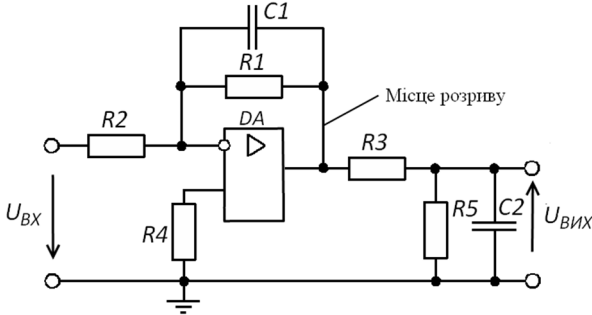 C1
R1
Місце розриву
R2
DA
R3
UВХ
R4
R5
C2
UВИХ